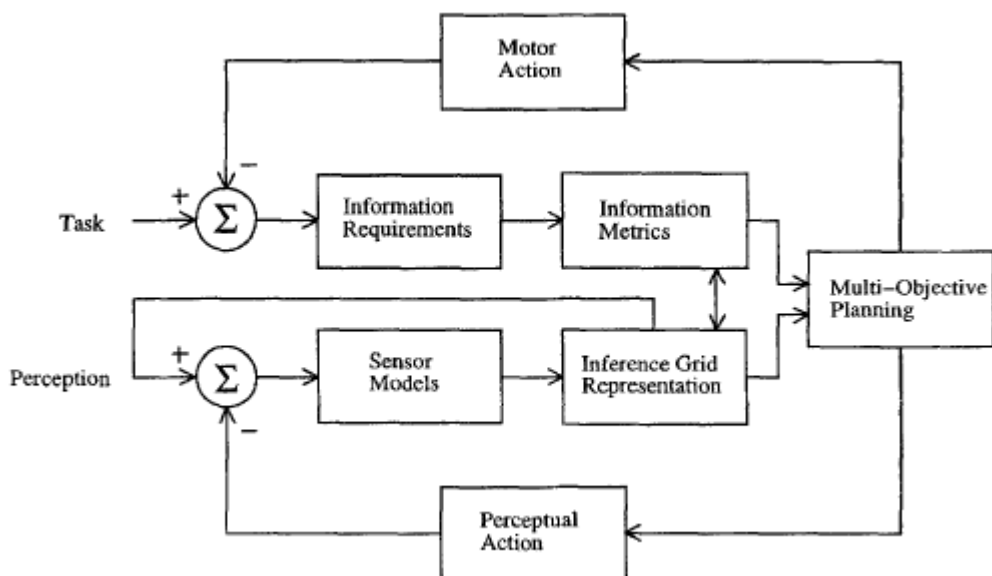 Motor
Action
−
+
Task
Σ
Information
Requirements
Information
Metrics
Multi−Objective
Planning
+
Perception
Σ
−
Sensor
Models
Inference Grid
Representation
Perceptual
Action